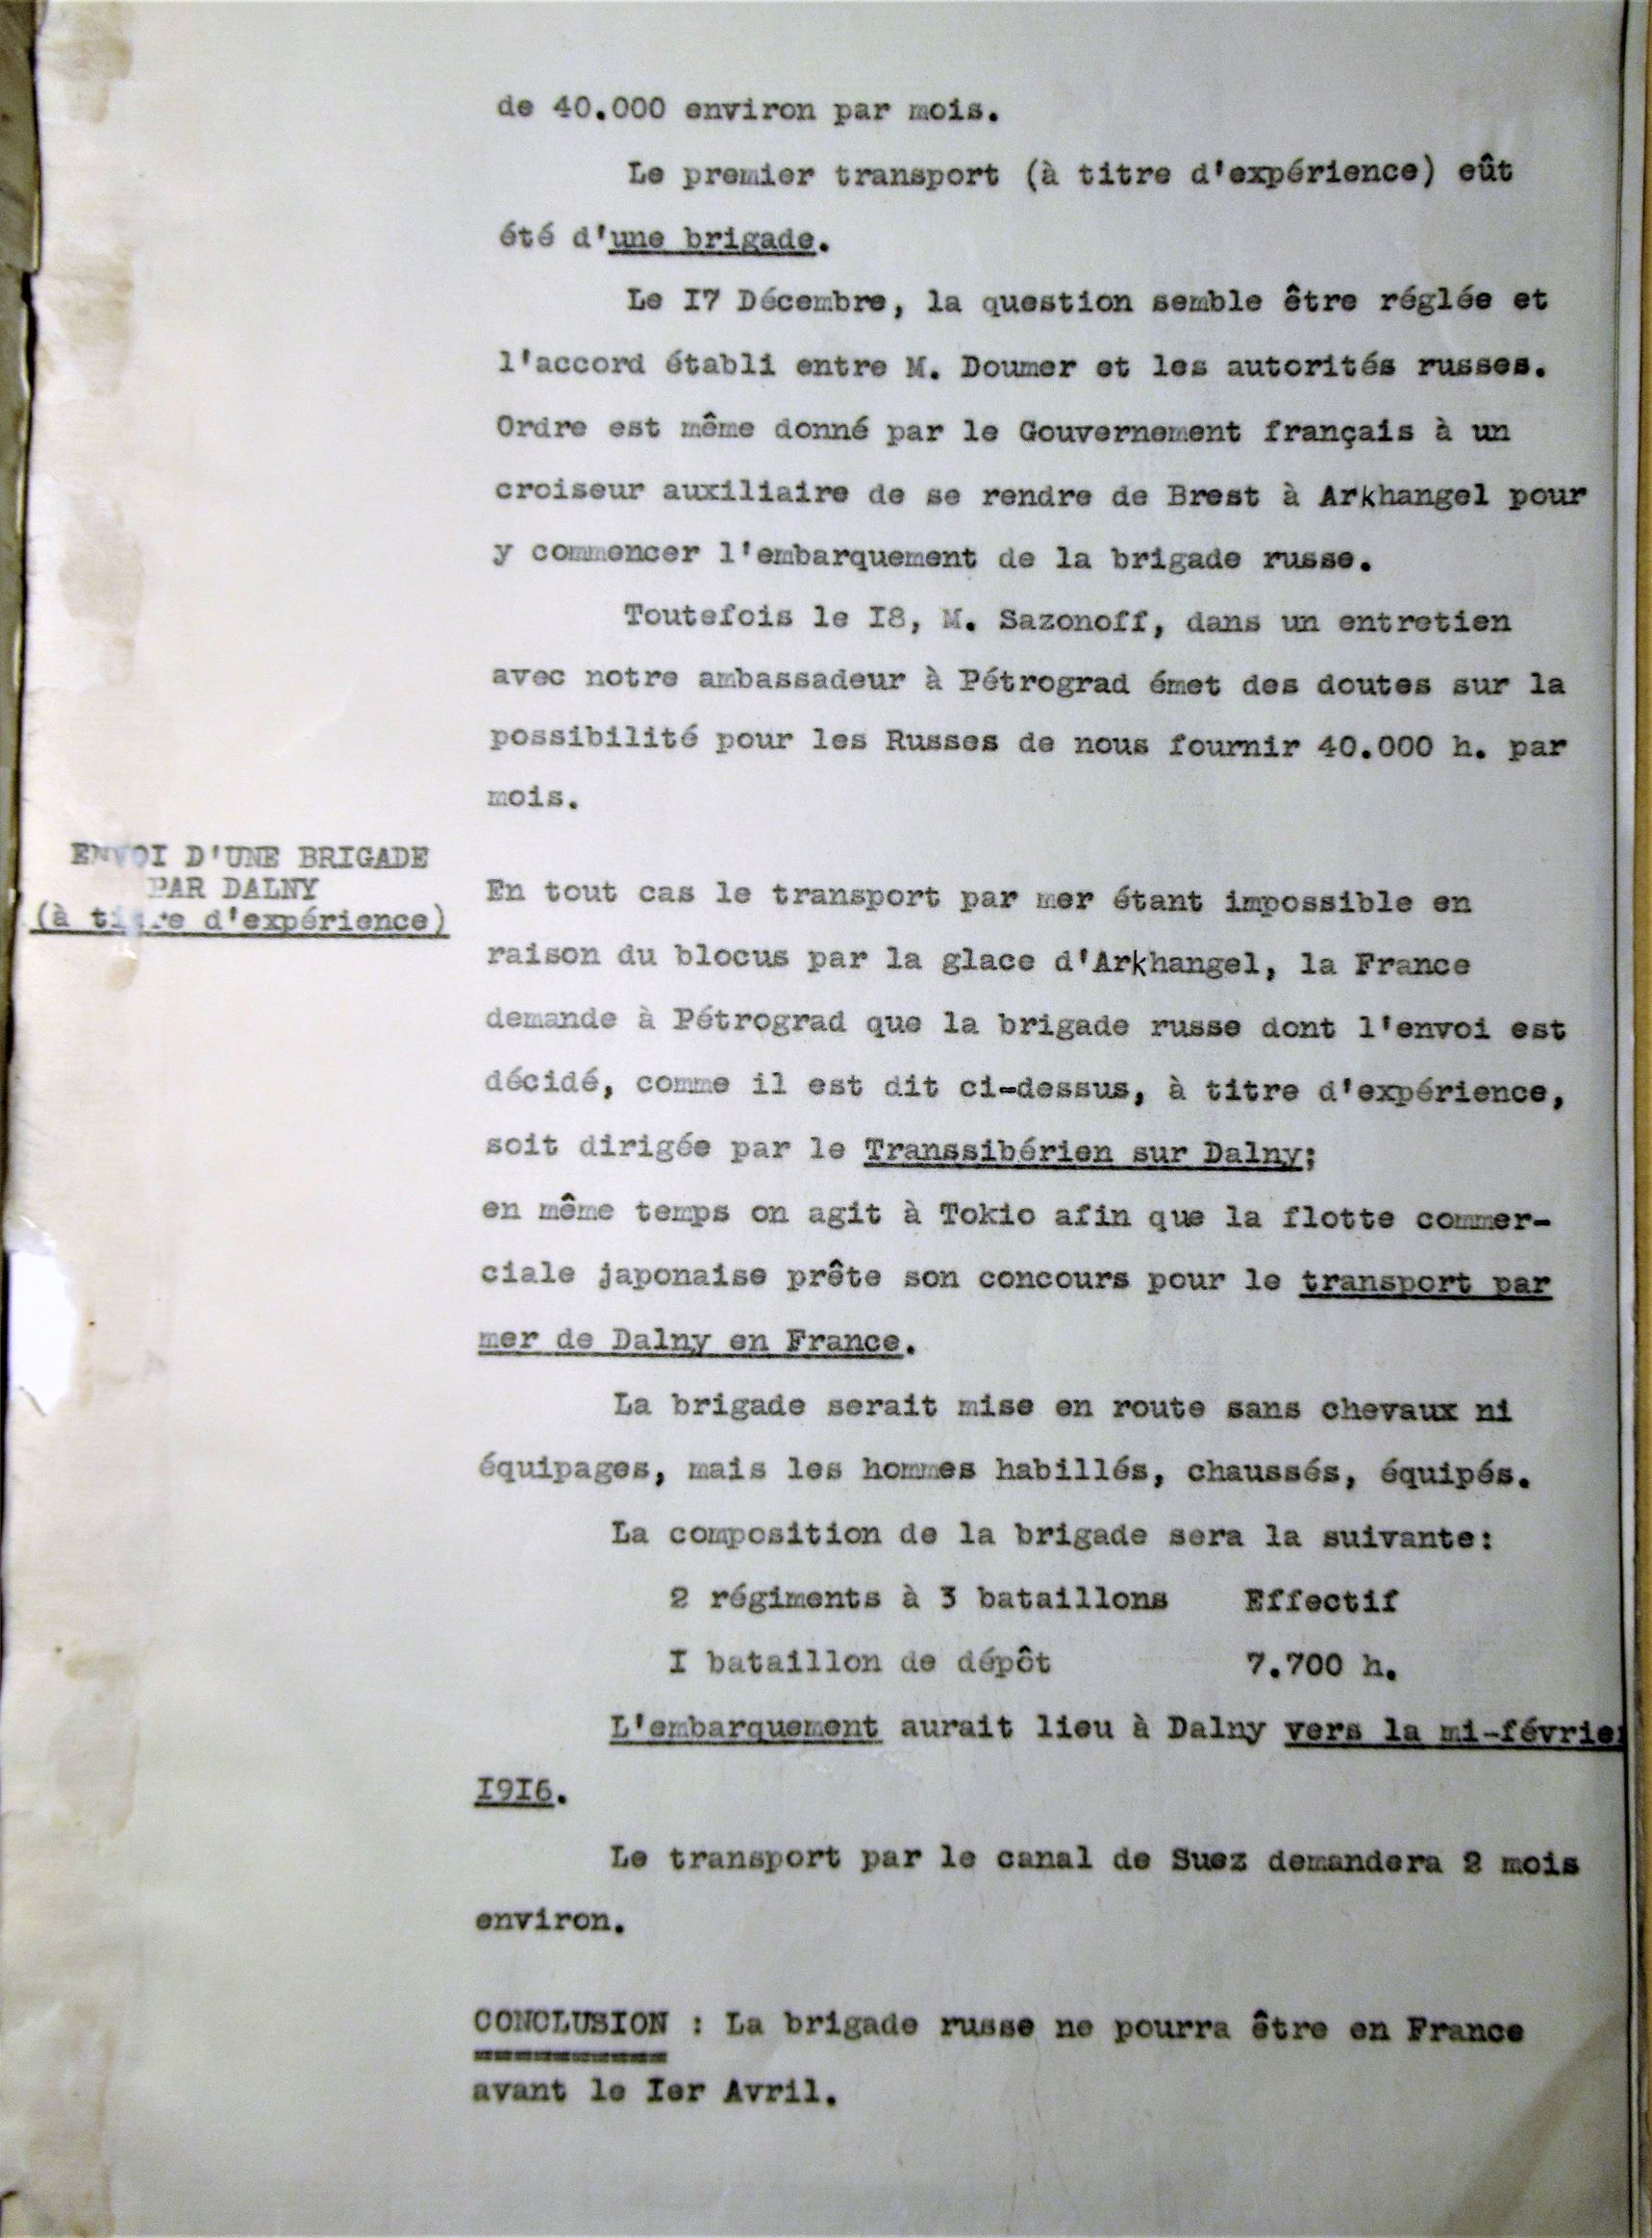 de 40.000 environ par mois.
Le premier transport (à titre d'expérience) eût
été d'une brigade.
Le I7 Décembre, la question semble être réglée et
l'accord établi entre M. Doumer et les autorités russes.
Ordre est même donné par le Gouvernement français à un
croiseur auxiliaire de se rendre de Brest à Arkhangel pour
y commencer l'embarquement de la brigade russe.
Toutefois le I8, M. Sazonoff, dans un entretien
avec notre ambassadeur à Pétrograd émet des doutes sur la
possibilité pour les Russes de nous fournir 40.000 h. par
mois.
ENVOI D'UNE BRIGADE
PAR DALNY
(à titre d'expérience)
En tout cas le transport par mer étant impossible en
raison du blocus par la glace d'Arkhangel, la France
demande à Pétrograd que la brigade russe dont l'envoi est
décidé, comme il est dit ci-dessus, à titre d'expérience,
soit dirigée par le Transsibérien sur Dalny;
en même temps on agit à Tokio afin que la flotte commer-
ciale japonaise prête son concours pour le transport par
mer de Dalny en France.
La brigade serait mise en route sans chevaux ni
équipages, mais les hommes habillés, chaussés, équipés.
La composition de la brigade sera la suivante:
2 régiments à 3 bataillons Effectif
I bataillon de dépôt 7.700 h.
L'embarquement aurait lieu à Dalny vers la mi-février
I9I6.
Le transport par le canal de Suez demandera 2 mois
environ.
CONCLUSION : La brigade russe ne pourra être en France
avant le Ier Avril.